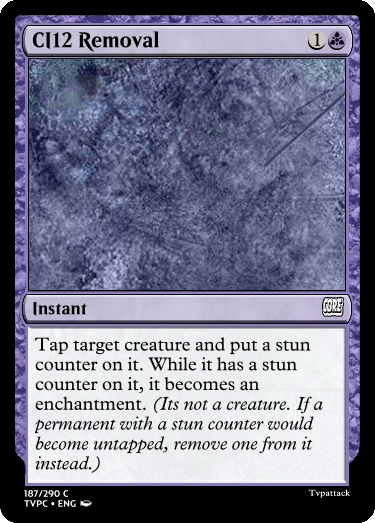 CI12 Removal
1
Instant
CORE
Tap target creature and put a stun
counter on it. While it has a stun
counter on it, it becomes an
enchantment. (Its not a creature. If a
permanent with a stun counter would
become untapped, remove one from it
instead.)
187/290 C
TVPC • ENG
Tvpattack